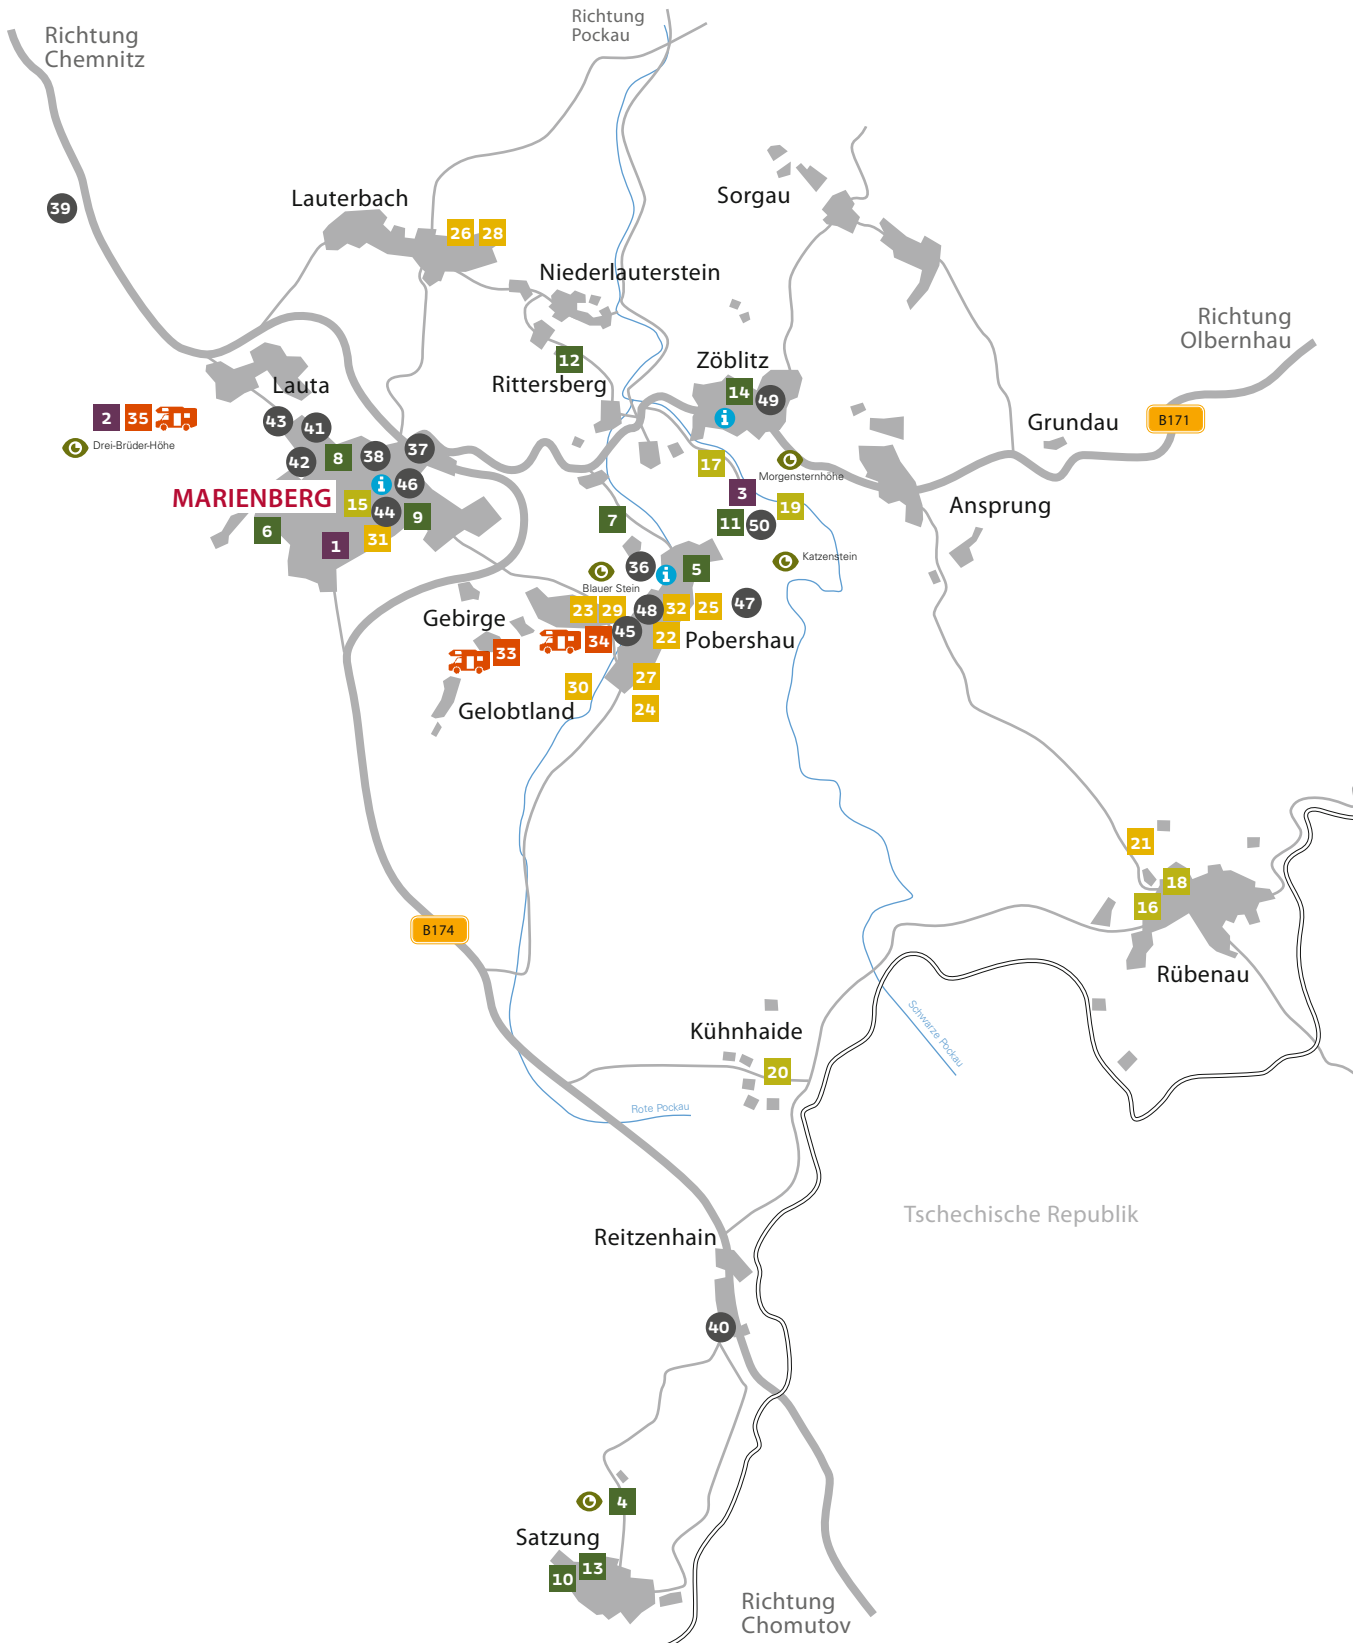 Richtung
Pockau
Richtung
Chemnitz
Lauterbach
39
26
28
Sorgau
Niederlauterstein
12
Rittersberg
Zöblitz
14
49
i
Richtung
Olbernhau
B171
Grundau
Lauta
2
35
Drei-Brüder-Höhe
43
41
42
8
38
37
MARIENBERG
i
46
15
44
9
6
1
31
17
Morgensternhöhe
3
19
11
50
7
Ansprung
Katzenstein
36
i
5
Blauer Stein
23
29
48
32
25
47
Gebirge
34
45
22
Pobershau
33
27
30
24
Gelobtland
21
18
16
Rübenau
B174
Schwarze Pockau
Kühnhaide
20
Rote Pockau
Tschechische Republik
Reitzenhain
40
4
Satzung
13
10
Richtung
Chomutov